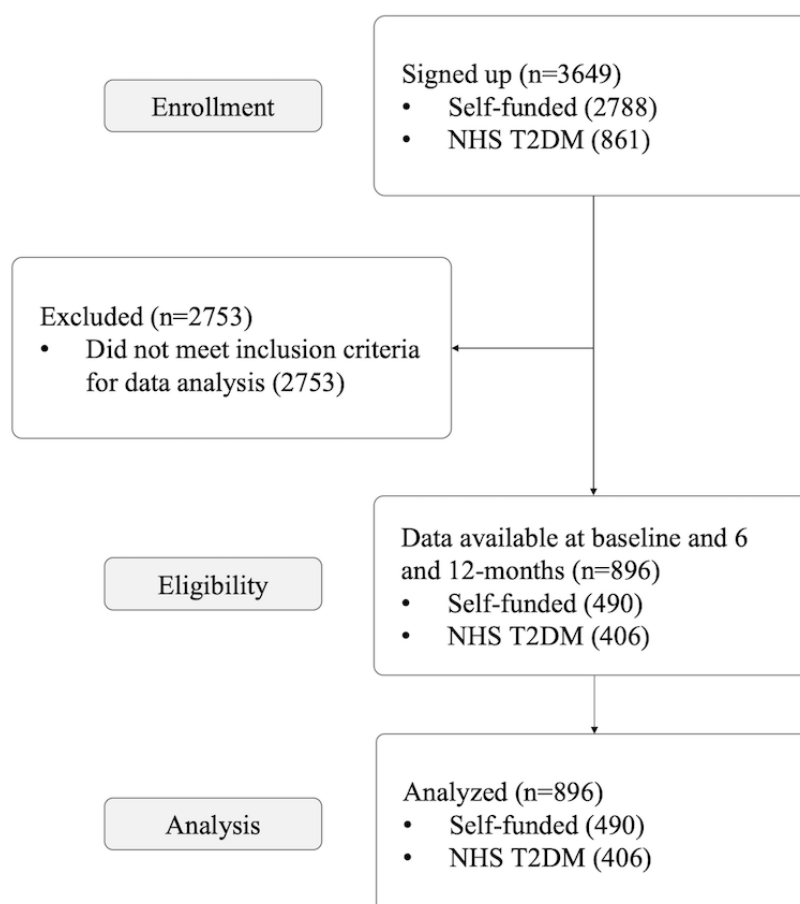 Enrollment
Signed up (n=3649)
• Self-funded (2788)
• NHS T2DM (861)
Excluded (n=2753)
• Did not meet inclusion criteria
for data analysis (2753)
Eligibility
Data available at baseline and 6
and 12-months (n=896)
• Self-funded (490)
• NHS T2DM (406)
Analysis
Analyzed (n=896)
• Self-funded (490)
• NHS T2DM (406)